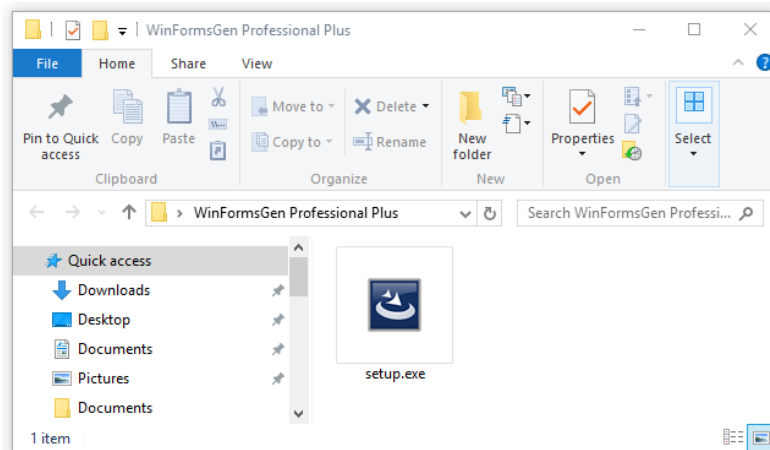 WinFormsGen Professional Plus
File Home Share View
Pin to Quick access
Copy
Paste
Move to
Copy to
Delete
Rename
New folder
Properties
Select
Clipboard Organize New Open
WinFormsGen Professional Plus
Search WinFormsGen Professi...
Quick access
Downloads
Desktop
Documents
Pictures
Documents
setup.exe
1 item